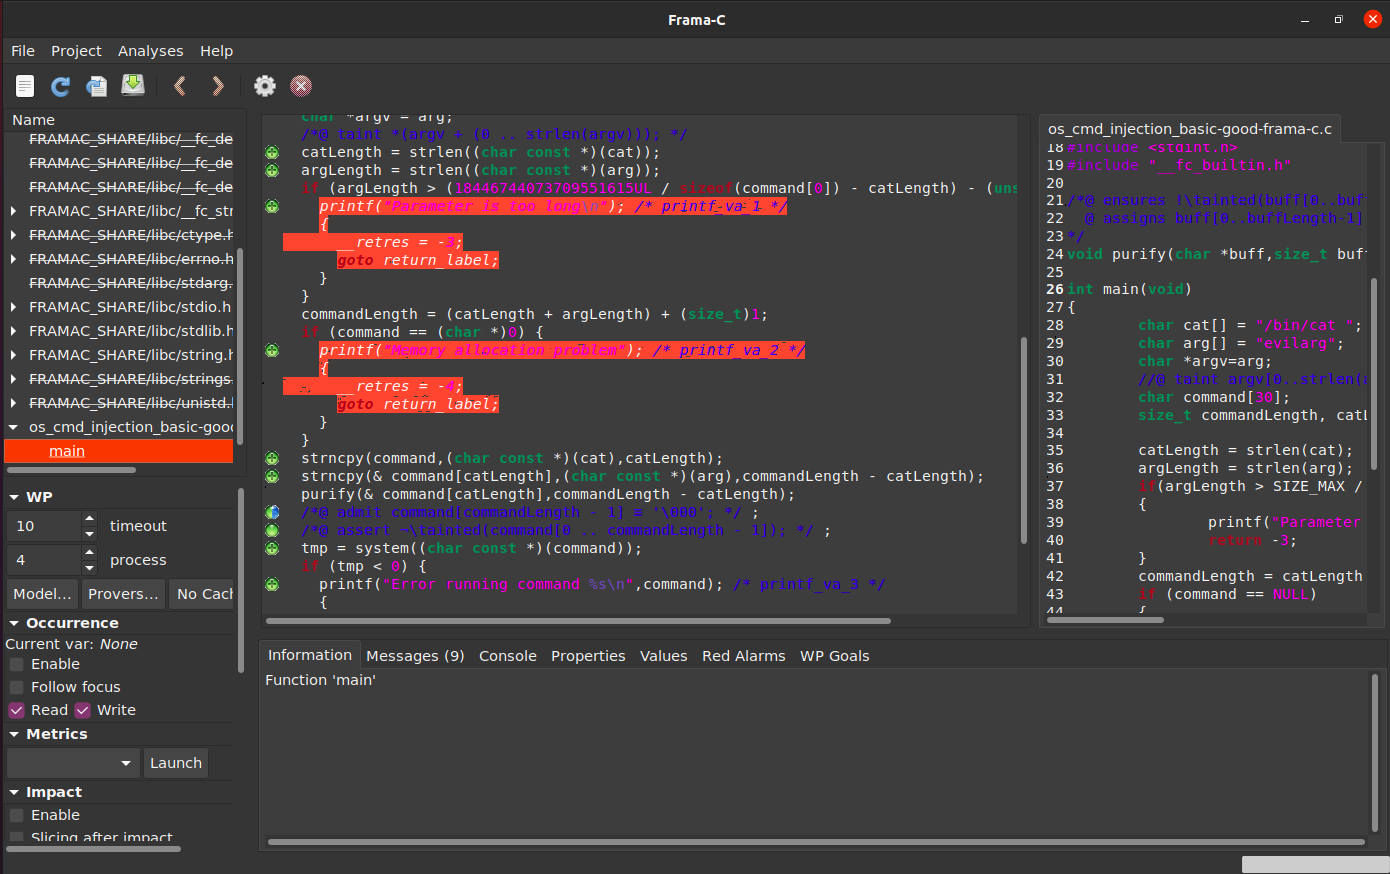 Frama-C
File Project Analyses Help
Name
FRAMAC_SHARE/libc/__fc_de
FRAMAC_SHARE/libc/__fc_de
FRAMAC_SHARE/libc/__fc_de
FRAMAC_SHARE/libc/__fc_str
FRAMAC_SHARE/libc/ctype.h
FRAMAC_SHARE/libc/errno.h
FRAMAC_SHARE/libc/stdarg.
FRAMAC_SHARE/libc/stdio.h
FRAMAC_SHARE/libc/stdlib.h
FRAMAC_SHARE/libc/string.h
FRAMAC_SHARE/libc/strings.
FRAMAC_SHARE/libc/unistd.h
os_cmd_injection_basic-good
main
WP
10 timeout
4 process
Model... Provers... No Cach
Occurrence
Current var: None
Enable
Follow focus
Read Write
Metrics
Launch
Impact
Enable
Slicing after impact
char *argv = arg;
/*@ taint *(argv + (0 .. strlen(argv))); */
catLength = strlen((char const *)(cat));
argLength = strlen((char const *)(arg));
if (argLength > (18446744073709551615UL / sizeof(command[0]) - catLength) - (uns
printf("Parameter is too long\n"); /* printf_va_1 */
{
__retres = -3;
goto return_label;
}
}
commandLength = (catLength + argLength) + (size_t)1;
if (command == (char *)0) {
printf("Memory allocation problem"); /* printf_va_2 */
{
__retres = -4;
goto return_label;
}
}
strncpy(command,(char const *)(cat),catLength);
strncpy(& command[catLength],(char const *)(arg),commandLength - catLength);
purify(& command[catLength],commandLength - catLength);
/*@ admit command[commandLength - 1] = '\000'; */ ;
/*@ assert ¬\tainted(command[0 .. commandLength - 1]); */ ;
tmp = system((char const *)(command));
if (tmp < 0) {
printf("Error running command %s\n",command); /* printf_va_3 */
{
os_cmd_injection_basic-good-frama-c.c
18 #include <stdint.h>
19 #include "__fc_builtin.h"
20
21 /*@ ensures !\tainted(buff[0..buf
22 @ assigns buff[0..buffLength-1]
23 */
24 void purify(char *buff,size_t buf
25
26 int main(void)
27 {
28 char cat[] = "/bin/cat ";
29 char arg[] = "evilarg";
30 char *argv=arg;
31 //@ taint argv[0..strlen(a
32 char command[30];
33 size_t commandLength, catL
34
35 catLength = strlen(cat);
36 argLength = strlen(arg);
37 if(argLength > SIZE_MAX /
38 {
39 printf("Parameter
40 return -3;
41 }
42 commandLength = catLength
43 if (command == NULL)
44 {
Information Messages (9) Console Properties Values Red Alarms WP Goals
Function 'main'